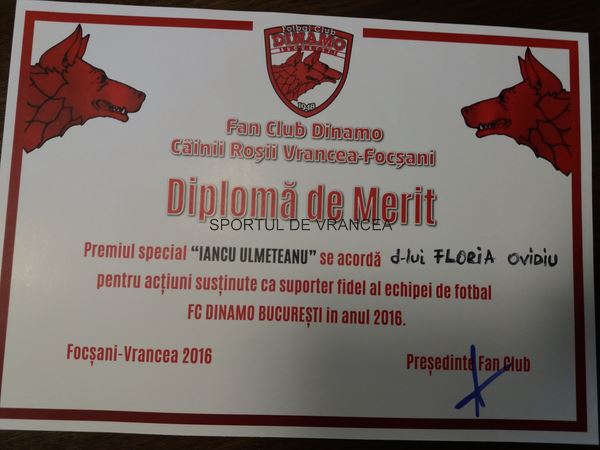 Fotbal Club
DINAMO
BUCUREȘTI
1948
Fan Club Dinamo
Câinii Roșii Vrancea-Focșani
Diplomă de Merit
SPORTUL DE VRANCEA
Premiul special “IANCU ULMETEANU” se acordă d-lui FLORIA OVIDIU
pentru acțiuni susținute ca suporter fidel al echipei de fotbal
FC DINAMO BUCUREȘTI in anul 2016.
Focșani-Vrancea 2016
Președinte Fan Club